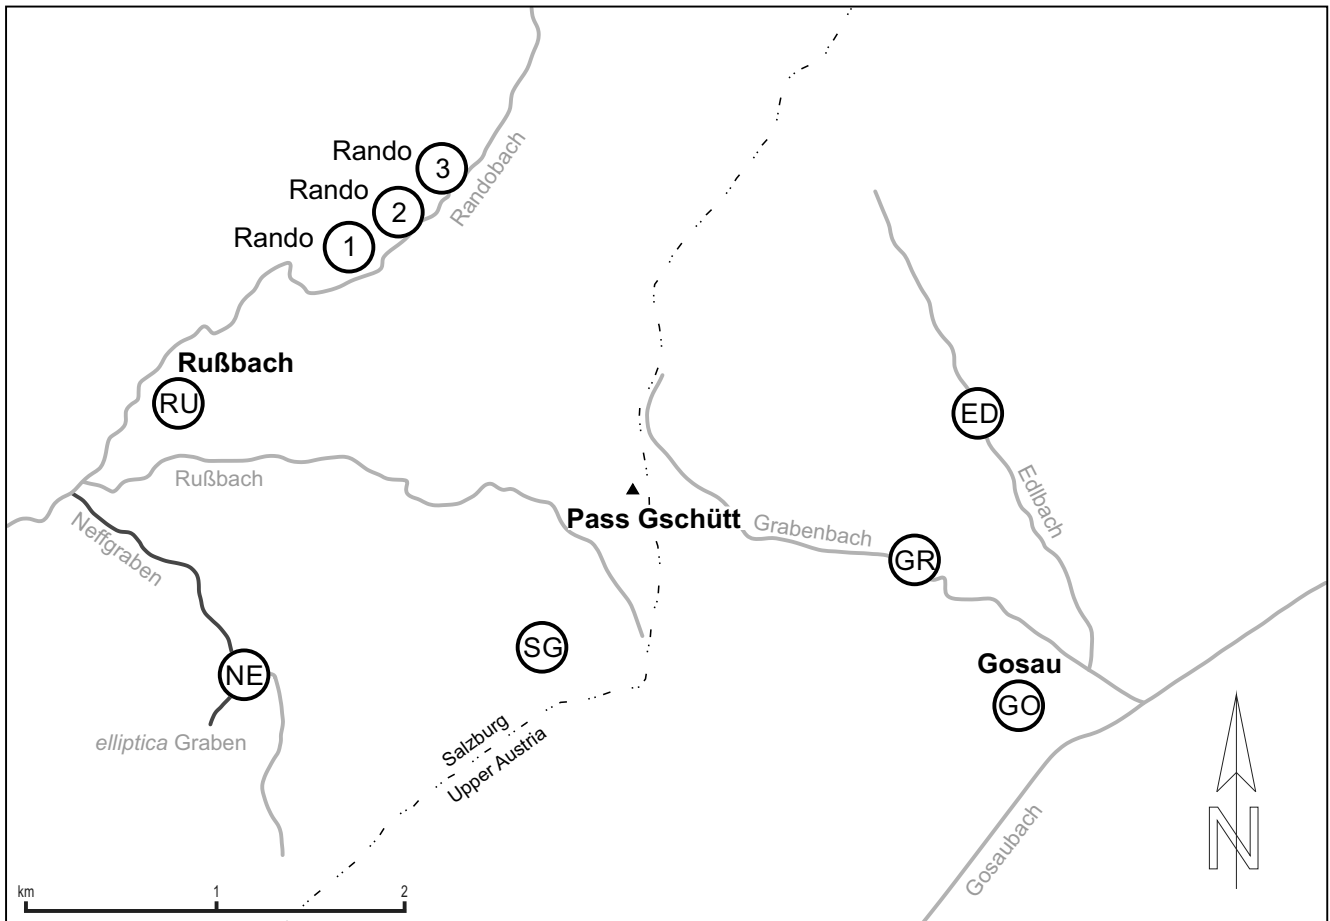 Rando 3
Rando 2
Rando 1
Randobach
Rußbach
RU
ED
Rußbach
Edlbach
Neffgraben
Pass Gschütt
Grabenbach
GR
SG
Gosau
NE
GO
elliptica Graben
Salzburg
Upper Austria
Gosaubach
N
km 1 2